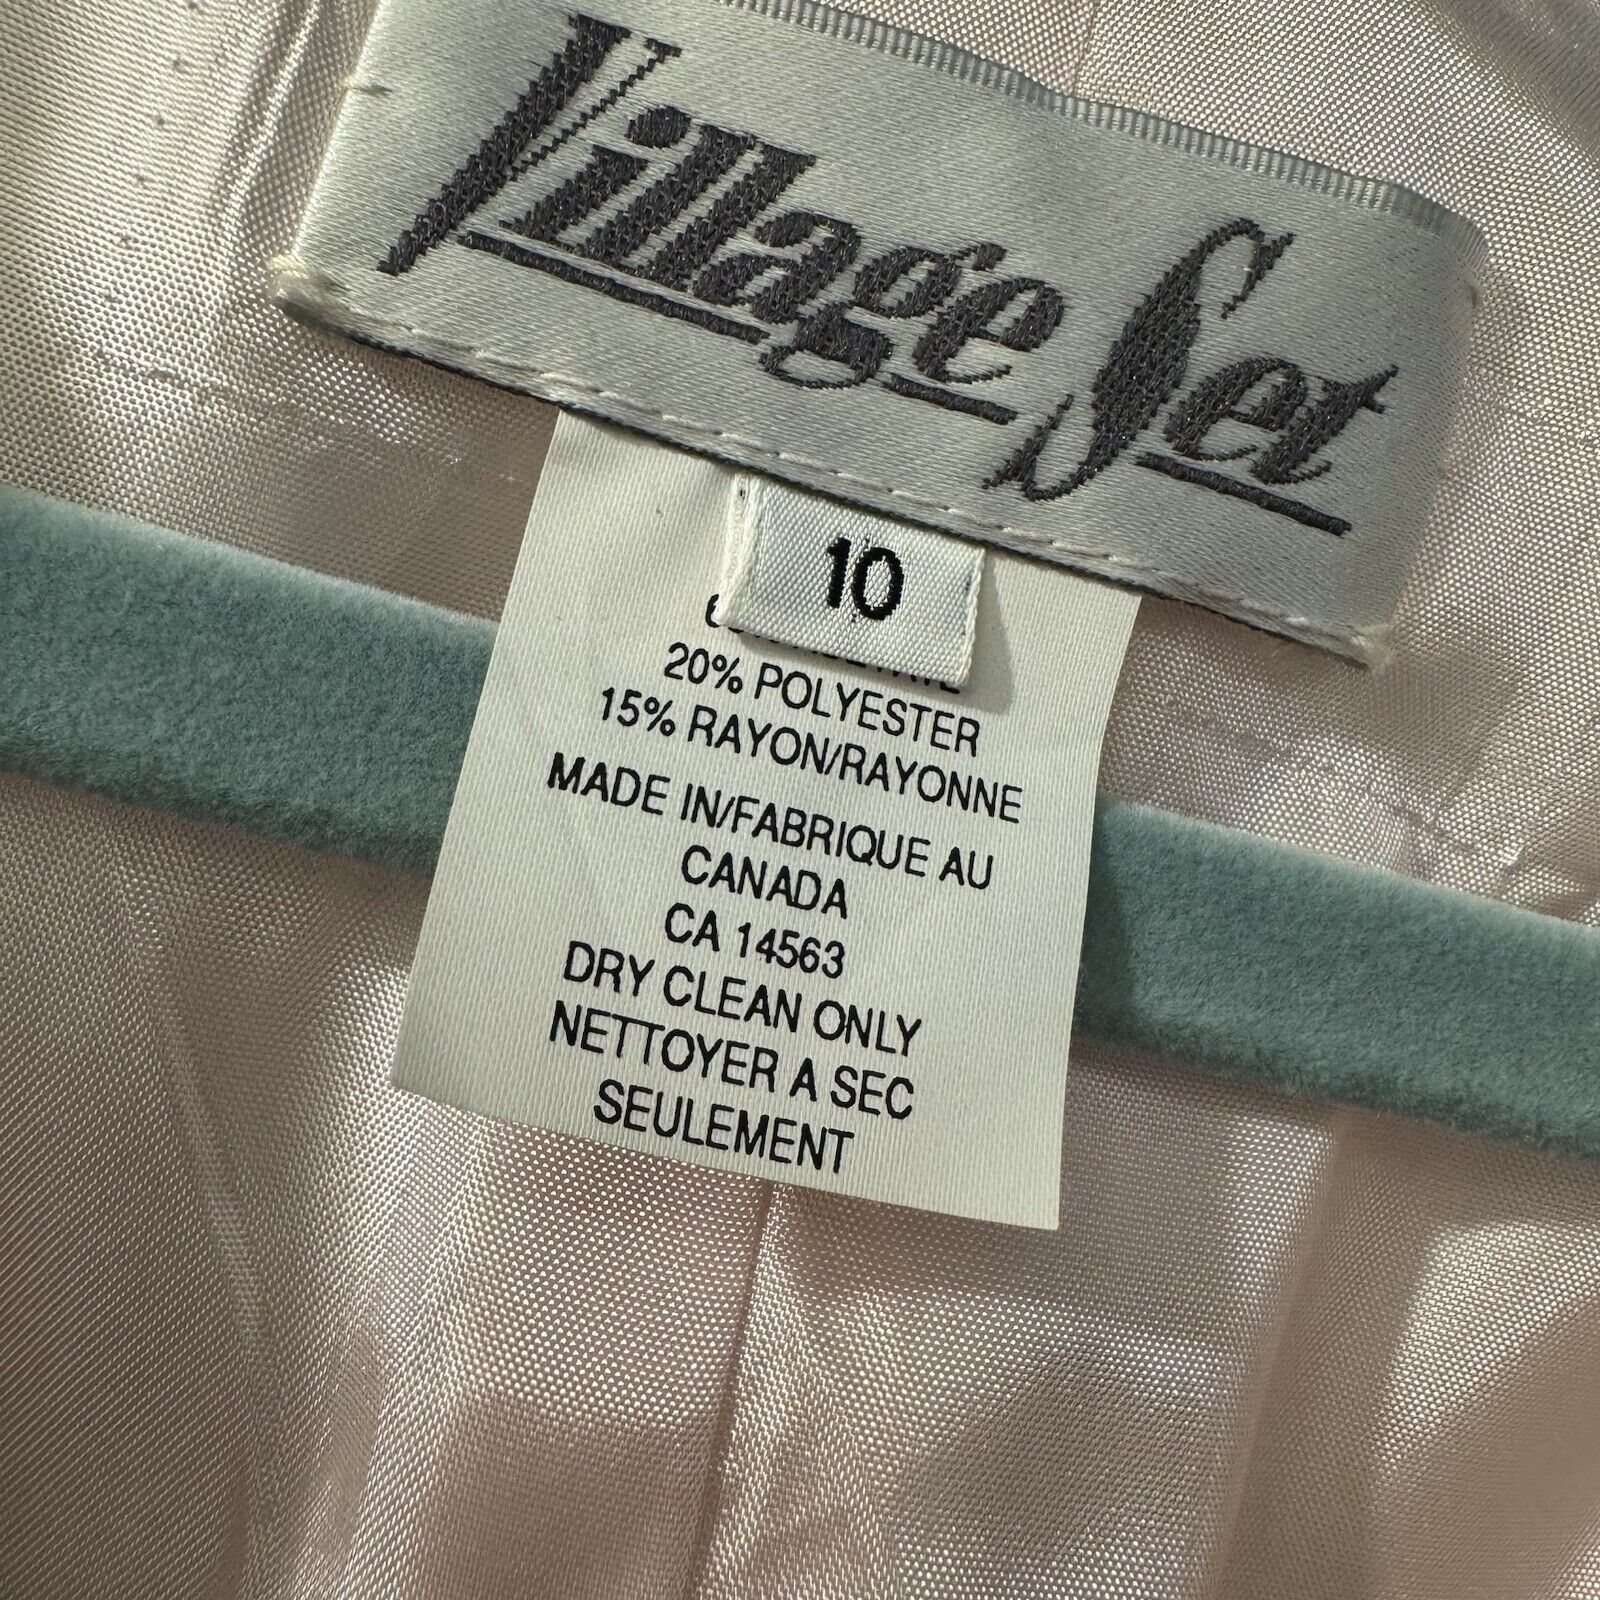 Village Set
10
20% POLYESTER
15% RAYON/RAYONNE
MADE IN/FABRIQUE AU
CANADA
CA 14563
DRY CLEAN ONLY
NETTOYER A SEC
SEULEMENT